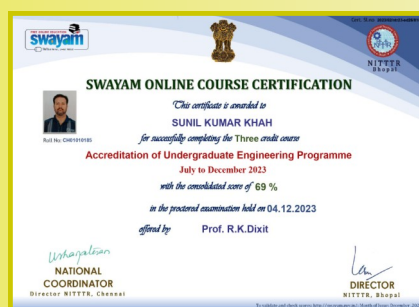 swayam
NITTTR
Bhopal
SWAYAM ONLINE COURSE CERTIFICATION
This certificate is awarded to
SUNIL KUMAR KHAH
for successfully completing the Three credit course
Roll No: CH01010105
Accreditation of Undergraduate Engineering Programme
July to December 2023
with the consolidated score of 69 %
in the proctored examination held on 04.12.2023
offered by Prof. R.K.Dixit
NATIONAL
COORDINATOR
Director NITTTR, Chennai
DIRECTOR
NITTTR, Bhopal